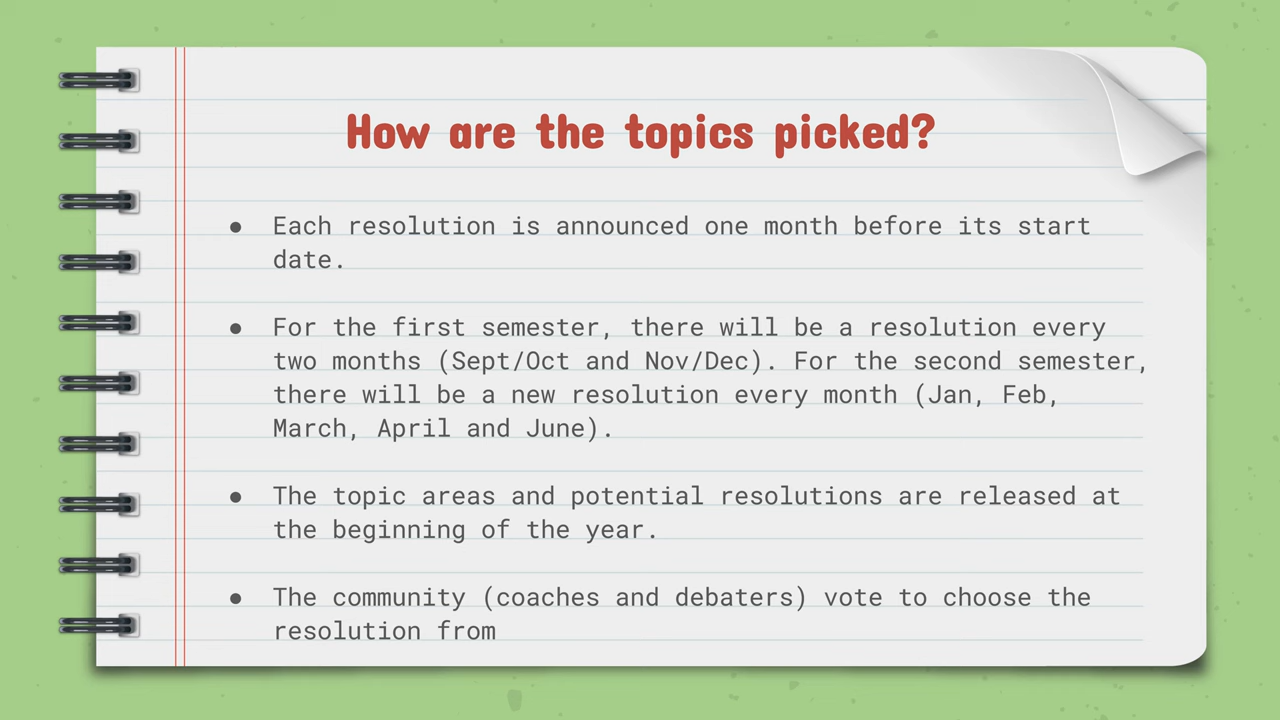 How are the topics picked?
● Each resolution is announced one month before its start
date.
● For the first semester, there will be a resolution every
two months (Sept/Oct and Nov/Dec). For the second semester,
there will be a new resolution every month (Jan, Feb,
March, April and June).
● The topic areas and potential resolutions are released at
the beginning of the year.
● The community (coaches and debaters) vote to choose the
resolution from